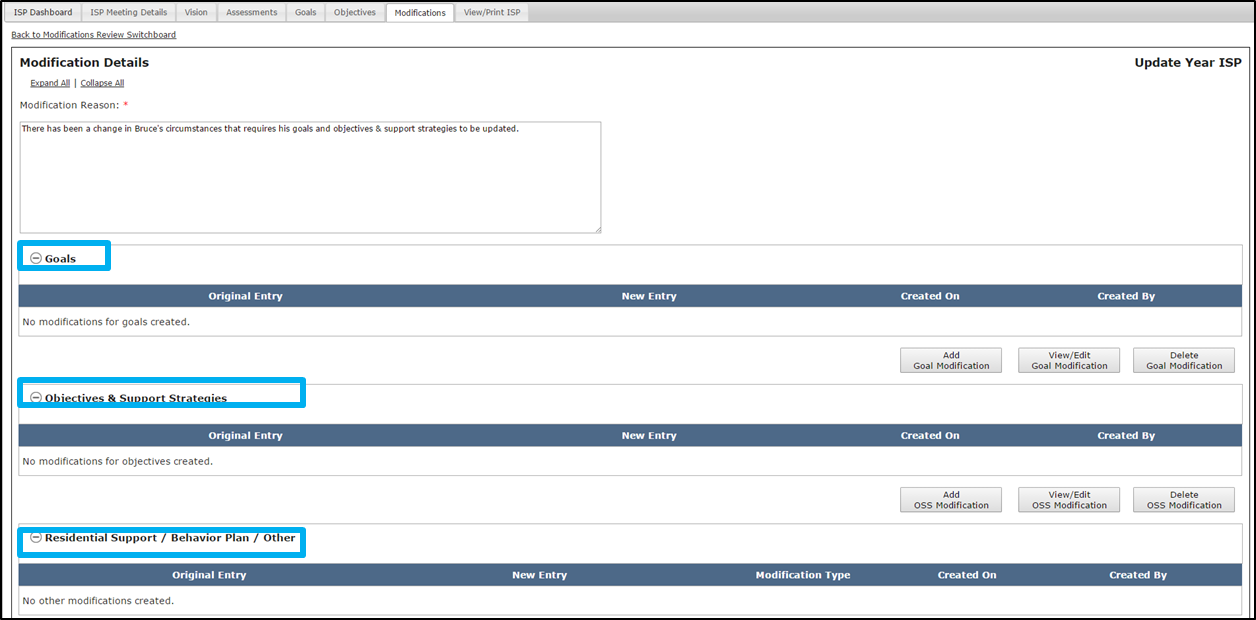 ISP Dashboard ISP Meeting Details Vision Assessments Goals Objectives Modifications View/Print ISP
Back to Modifications Review Switchboard
Modification Details Update Year ISP
Expand All | Collapse All
Modification Reason: *
There has been a change in Bruce's circumstances that requires his goals and objectives & support strategies to be updated.
Goals
Original Entry New Entry Created On Created By
No modifications for goals created.
Add View/Edit Delete
Goal Modification Goal Modification Goal Modification
Objectives & Support Strategies
Original Entry New Entry Created On Created By
No modifications for objectives created.
Add View/Edit Delete
OSS Modification OSS Modification OSS Modification
Residential Support / Behavior Plan / Other
Original Entry New Entry Modification Type Created On Created By
No other modifications created.